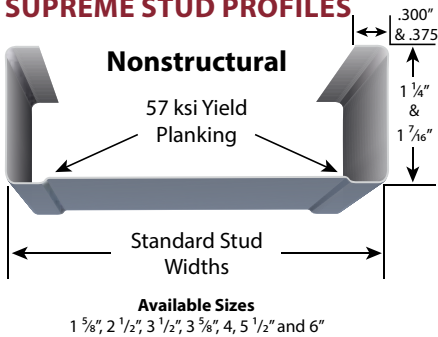 SUPREME STUD PROFILES
.300”
& .375
Nonstructural
1 ¼”
&
1 ⁷⁄₁₆”
57 ksi Yield
Planking
Standard Stud
Widths
Available Sizes
1 ⁵⁄₈”, 2 ¹⁄₂”, 3 ¹⁄₂”, 3 ⁵⁄₈”, 4, 5 ¹⁄₂” and 6”